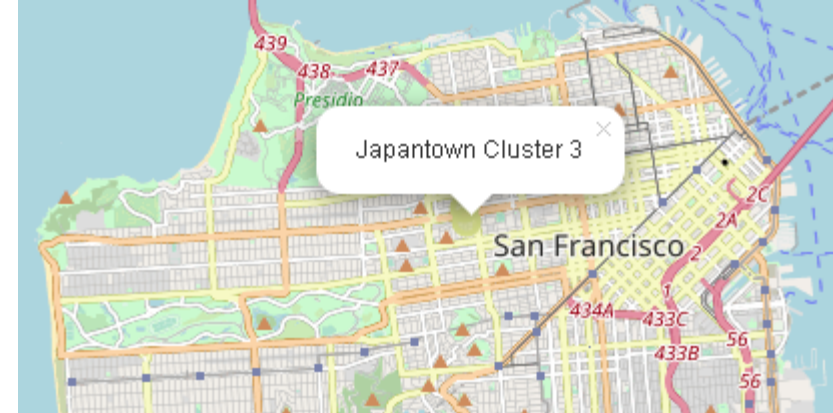 439
438
437
Presidio
Japantown Cluster 3
×
2C
2A
San Francisco
2
1
434A
433C
56
433B
56